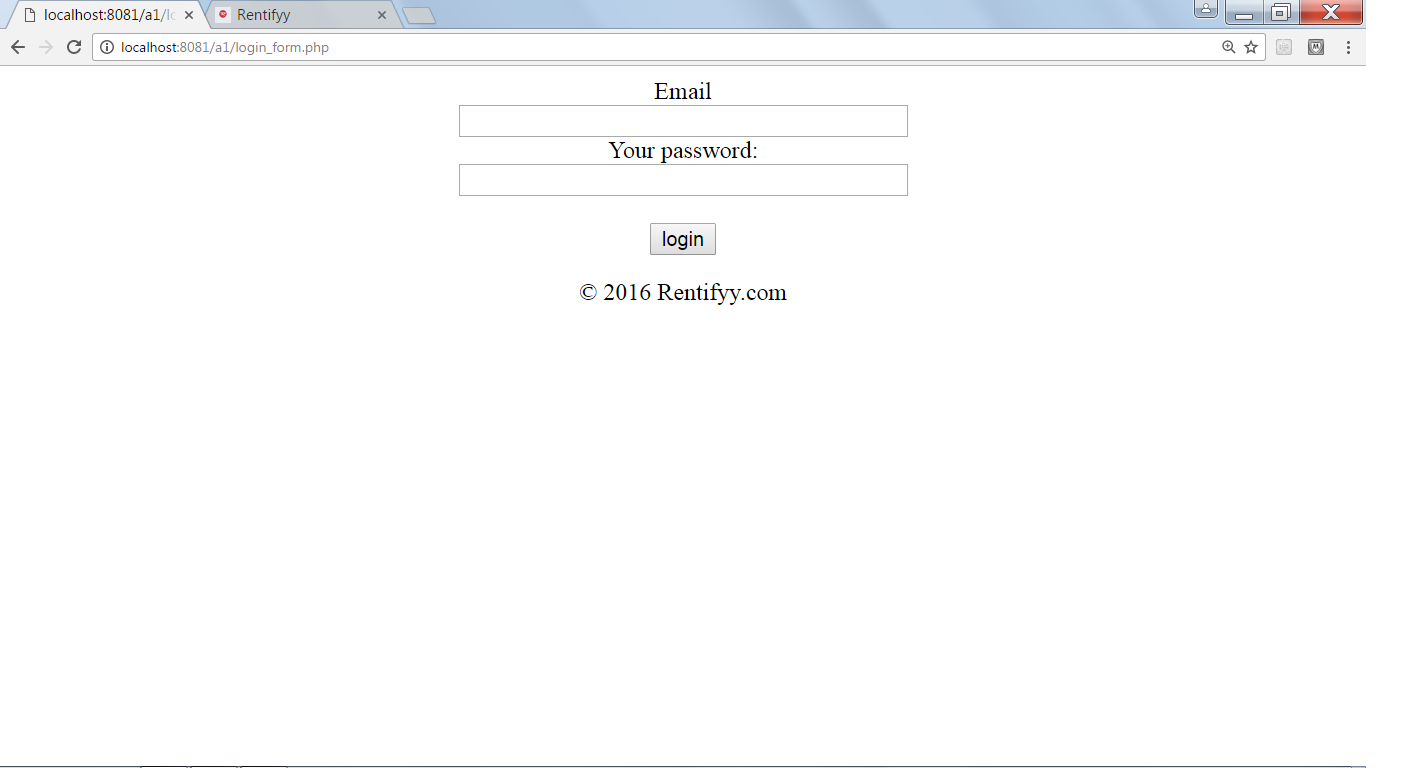 localhost:8081/a1/lo
Rentifyy
localhost:8081/a1/login_form.php
Email
Your password:
login
© 2016 Rentifyy.com